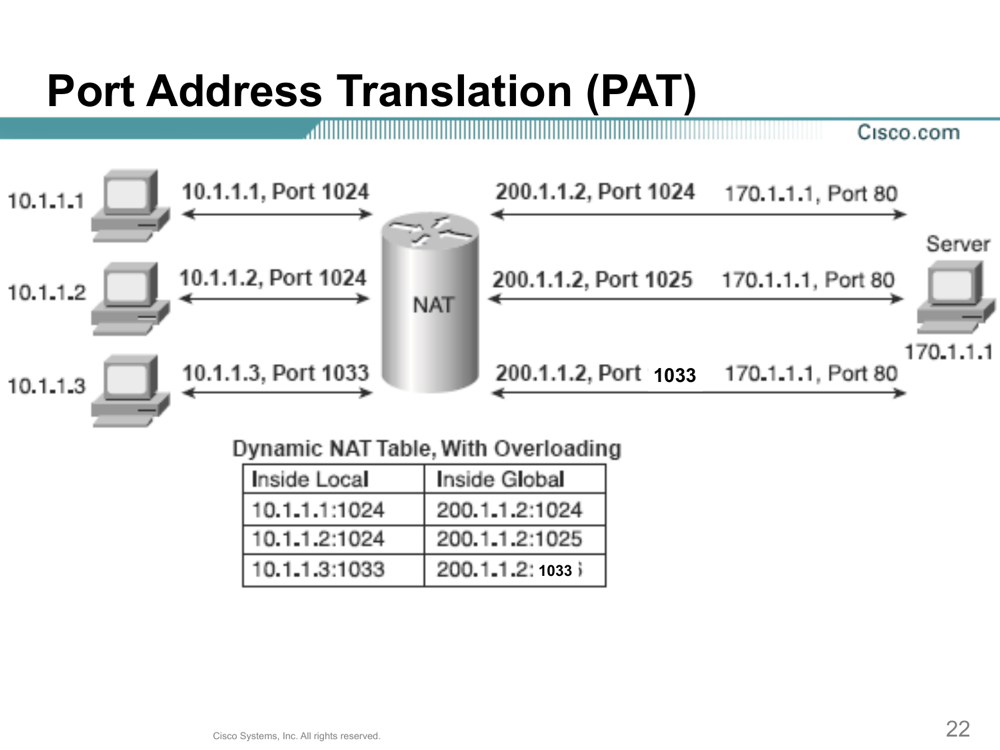 Port Address Translation (PAT)
Cisco.com
10.1.1.1
10.1.1.1, Port 1024
200.1.1.2, Port 1024
170.1.1.1, Port 80
Server
10.1.1.2
10.1.1.2, Port 1024
NAT
200.1.1.2, Port 1025
170.1.1.1, Port 80
170.1.1.1
10.1.1.3
10.1.1.3, Port 1033
200.1.1.2, Port 1033
170.1.1.1, Port 80
Dynamic NAT Table, With Overloading
Inside Local Inside Global
10.1.1.1:1024 200.1.1.2:1024
10.1.1.2:1024 200.1.1.2:1025
10.1.1.3:1033 200.1.1.2: 1033
Cisco Systems, Inc. All rights reserved.
22